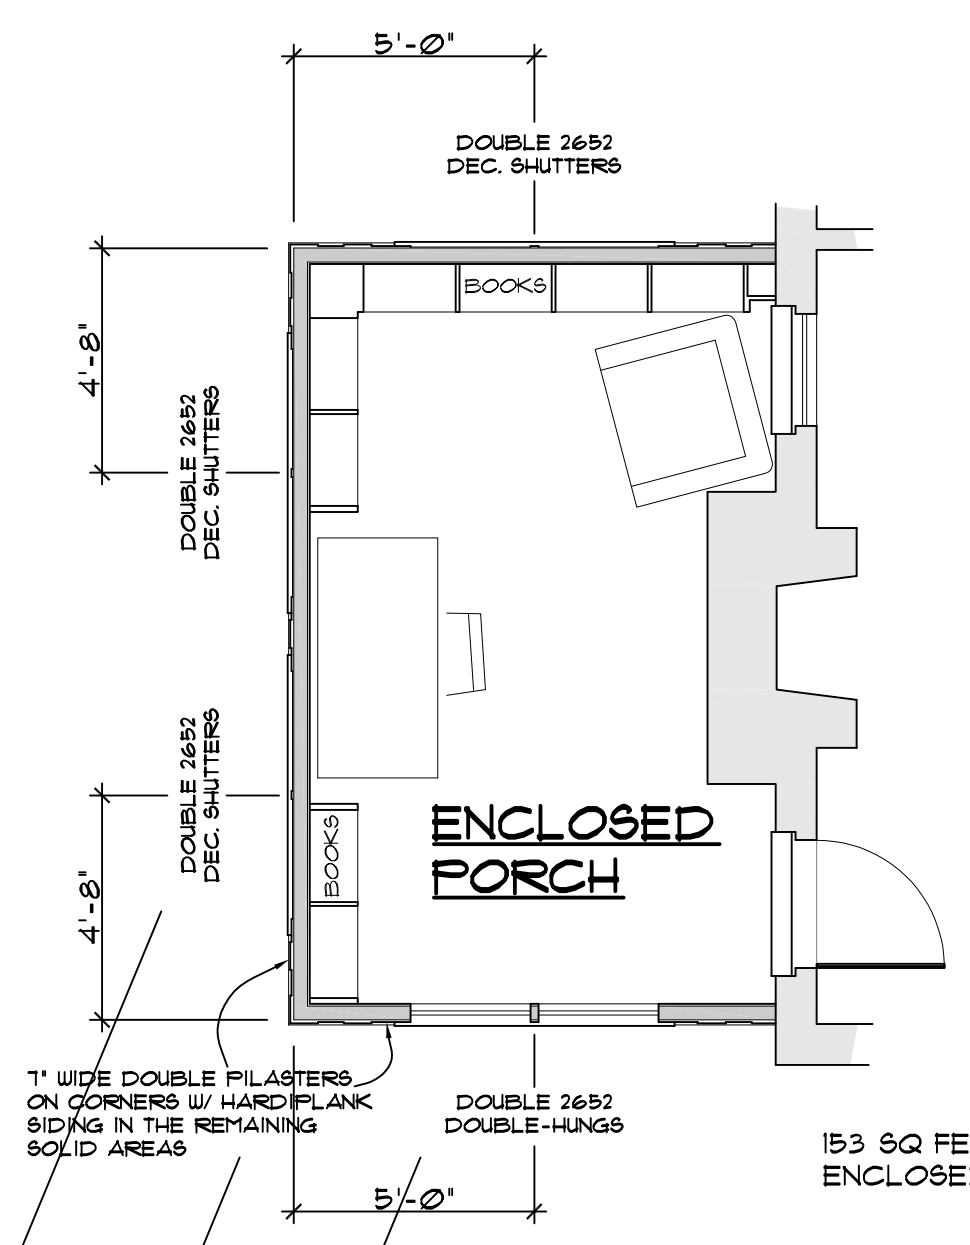 5'-0"
DOUBLE 2652
DEC. SHUTTERS
BOOKS
4'-8"
DOUBLE 2652
DEC. SHUTTERS
DOUBLE 2652
DEC. SHUTTERS
BOOKS
ENCLOSED
PORCH
4'-8"
7" WIDE DOUBLE PILASTERS
ON CORNERS W/ HARDIPLANK
SIDING IN THE REMAINING
SOLID AREAS
DOUBLE 2652
DOUBLE-HUNGS
153 SQ FE
ENCLOSE
5'-0"